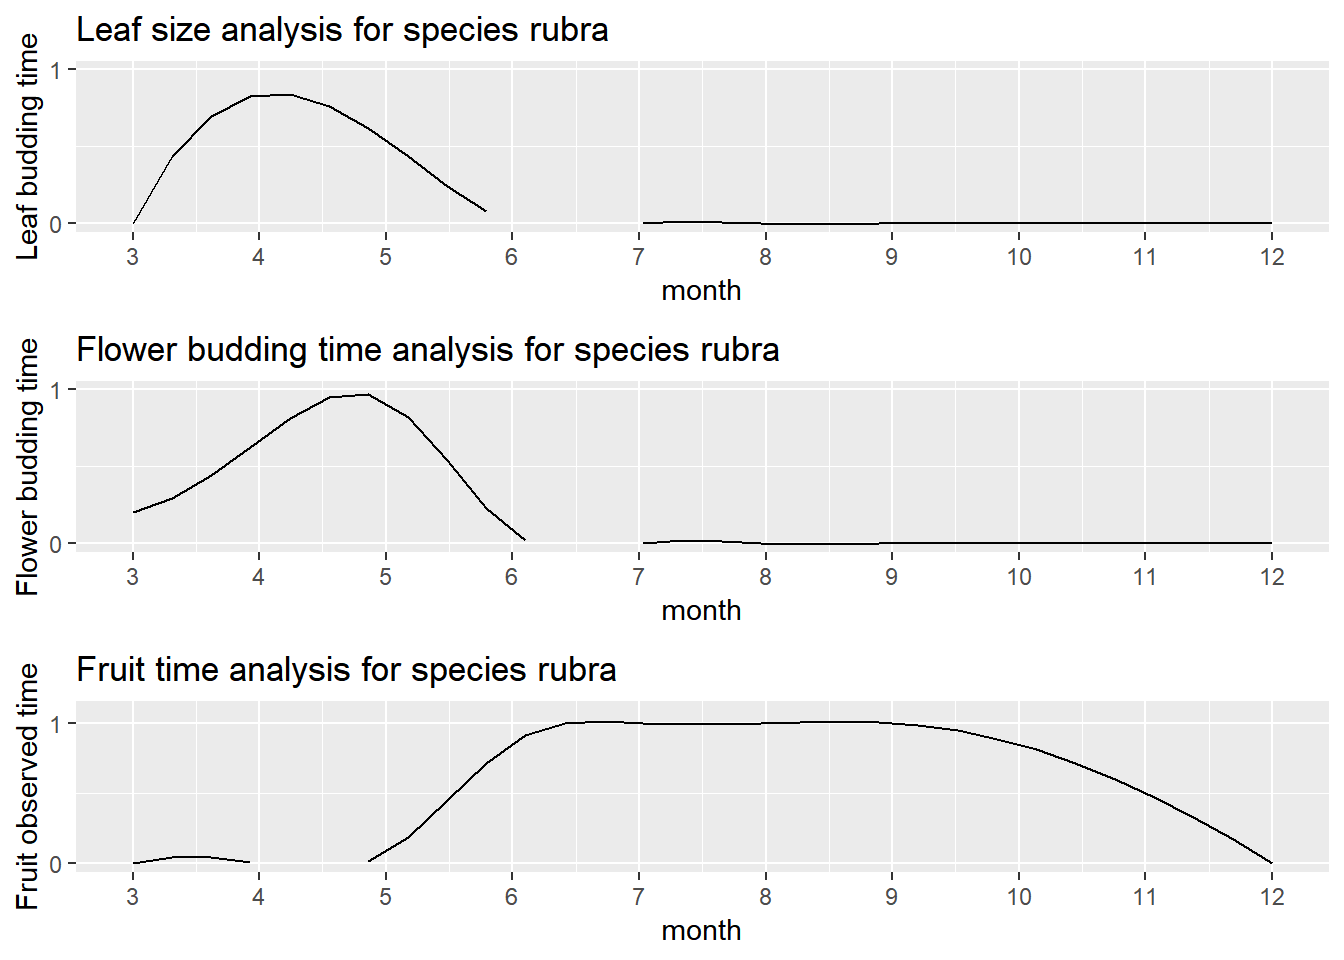 Leaf size analysis for species rubra
Leaf budding time
1
0
3 4 5 6 7 8 9 10 11 12
month
Flower budding time analysis for species rubra
Flower budding time
1
0
3 4 5 6 7 8 9 10 11 12
month
Fruit time analysis for species rubra
Fruit observed time
1
0
3 4 5 6 7 8 9 10 11 12
month